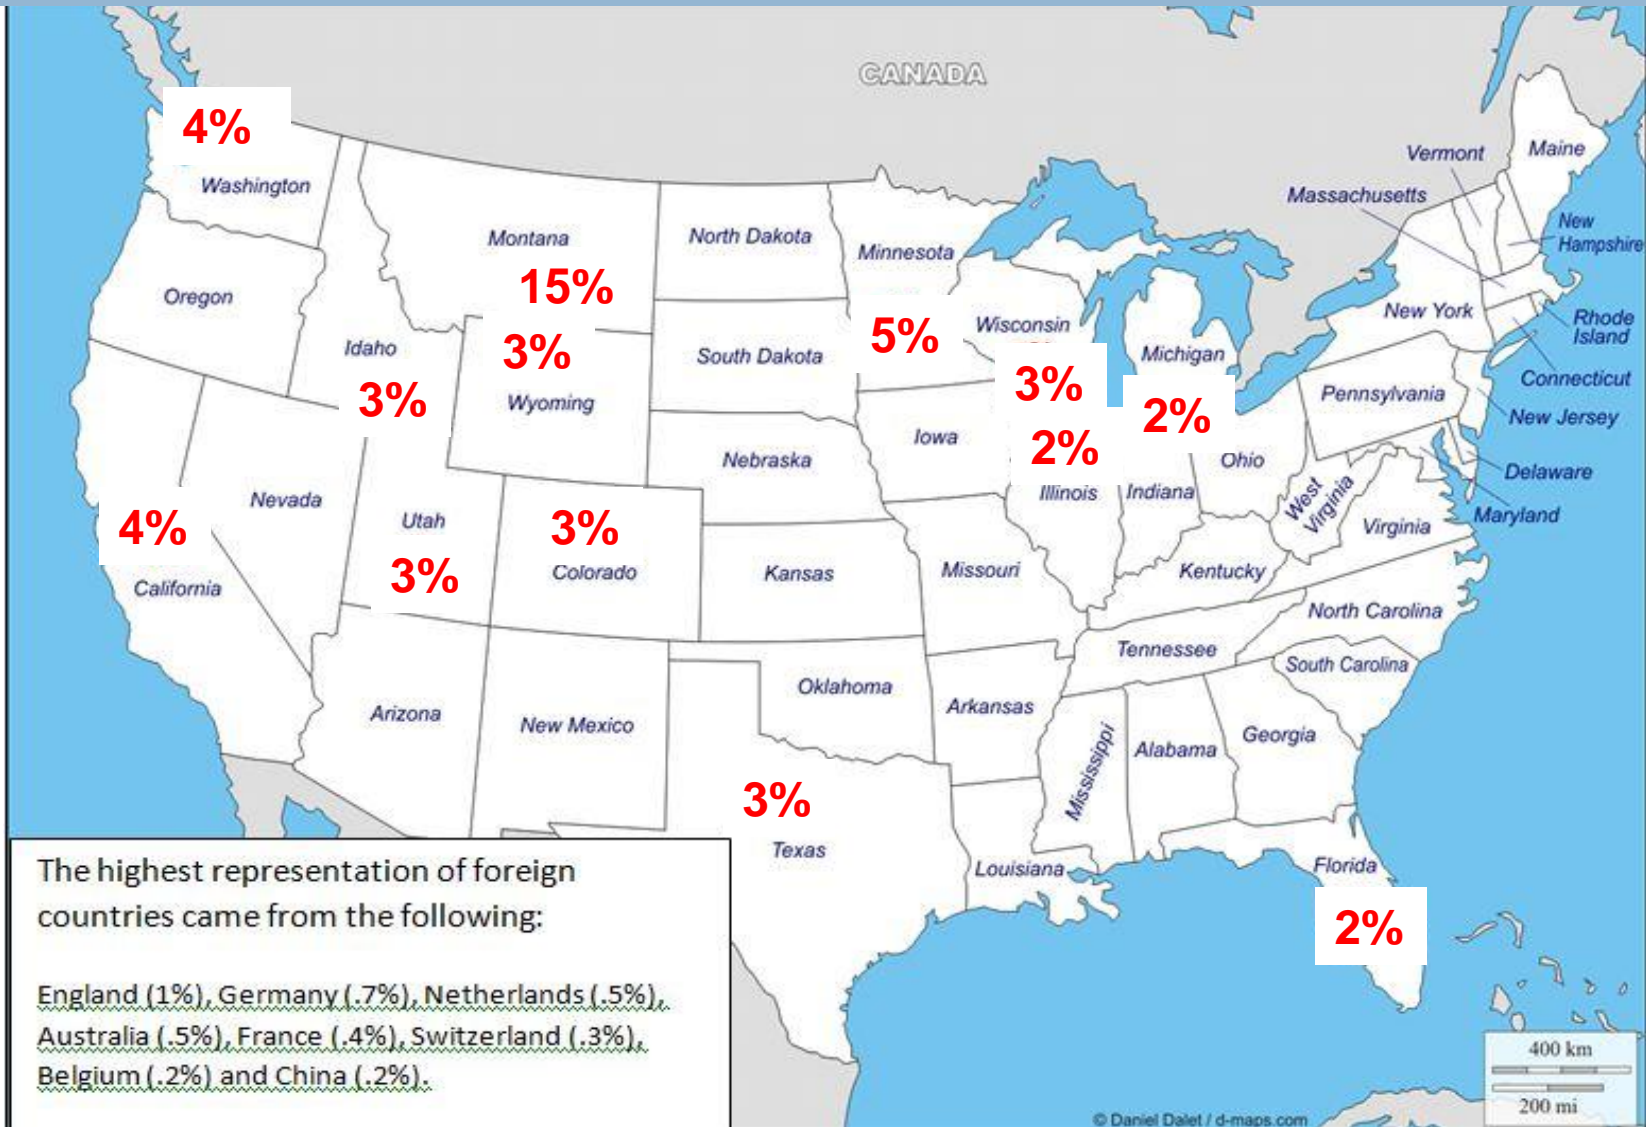 CANADA
4%
Washington
Vermont
Maine
Massachusetts
New
Hampshire
Montana
15%
North Dakota
Minnesota
Oregon
Idaho
3%
3%
Wyoming
South Dakota
5%
Wisconsin
3%
2%
Illinois
Michigan
2%
New York
Rhode
Island
Connecticut
Pennsylvania
New Jersey
Delaware
Maryland
Nebraska
Iowa
Indiana
Ohio
West
Virginia
Virginia
4%
California
Nevada
Utah
3%
3%
Colorado
Kansas
Missouri
Kentucky
North Carolina
Tennessee
South Carolina
Arizona
New Mexico
Oklahoma
Arkansas
Mississippi
Alabama
Georgia
3%
Texas
Louisiana
Florida
2%
The highest representation of foreign
countries came from the following:
England (1%), Germany (.7%), Netherlands (.5%),
Australia (.5%), France (.4%), Switzerland (.3%),
Belgium (.2%) and China (.2%).
400 km
200 mi
© Daniel Dalet / d-maps.com